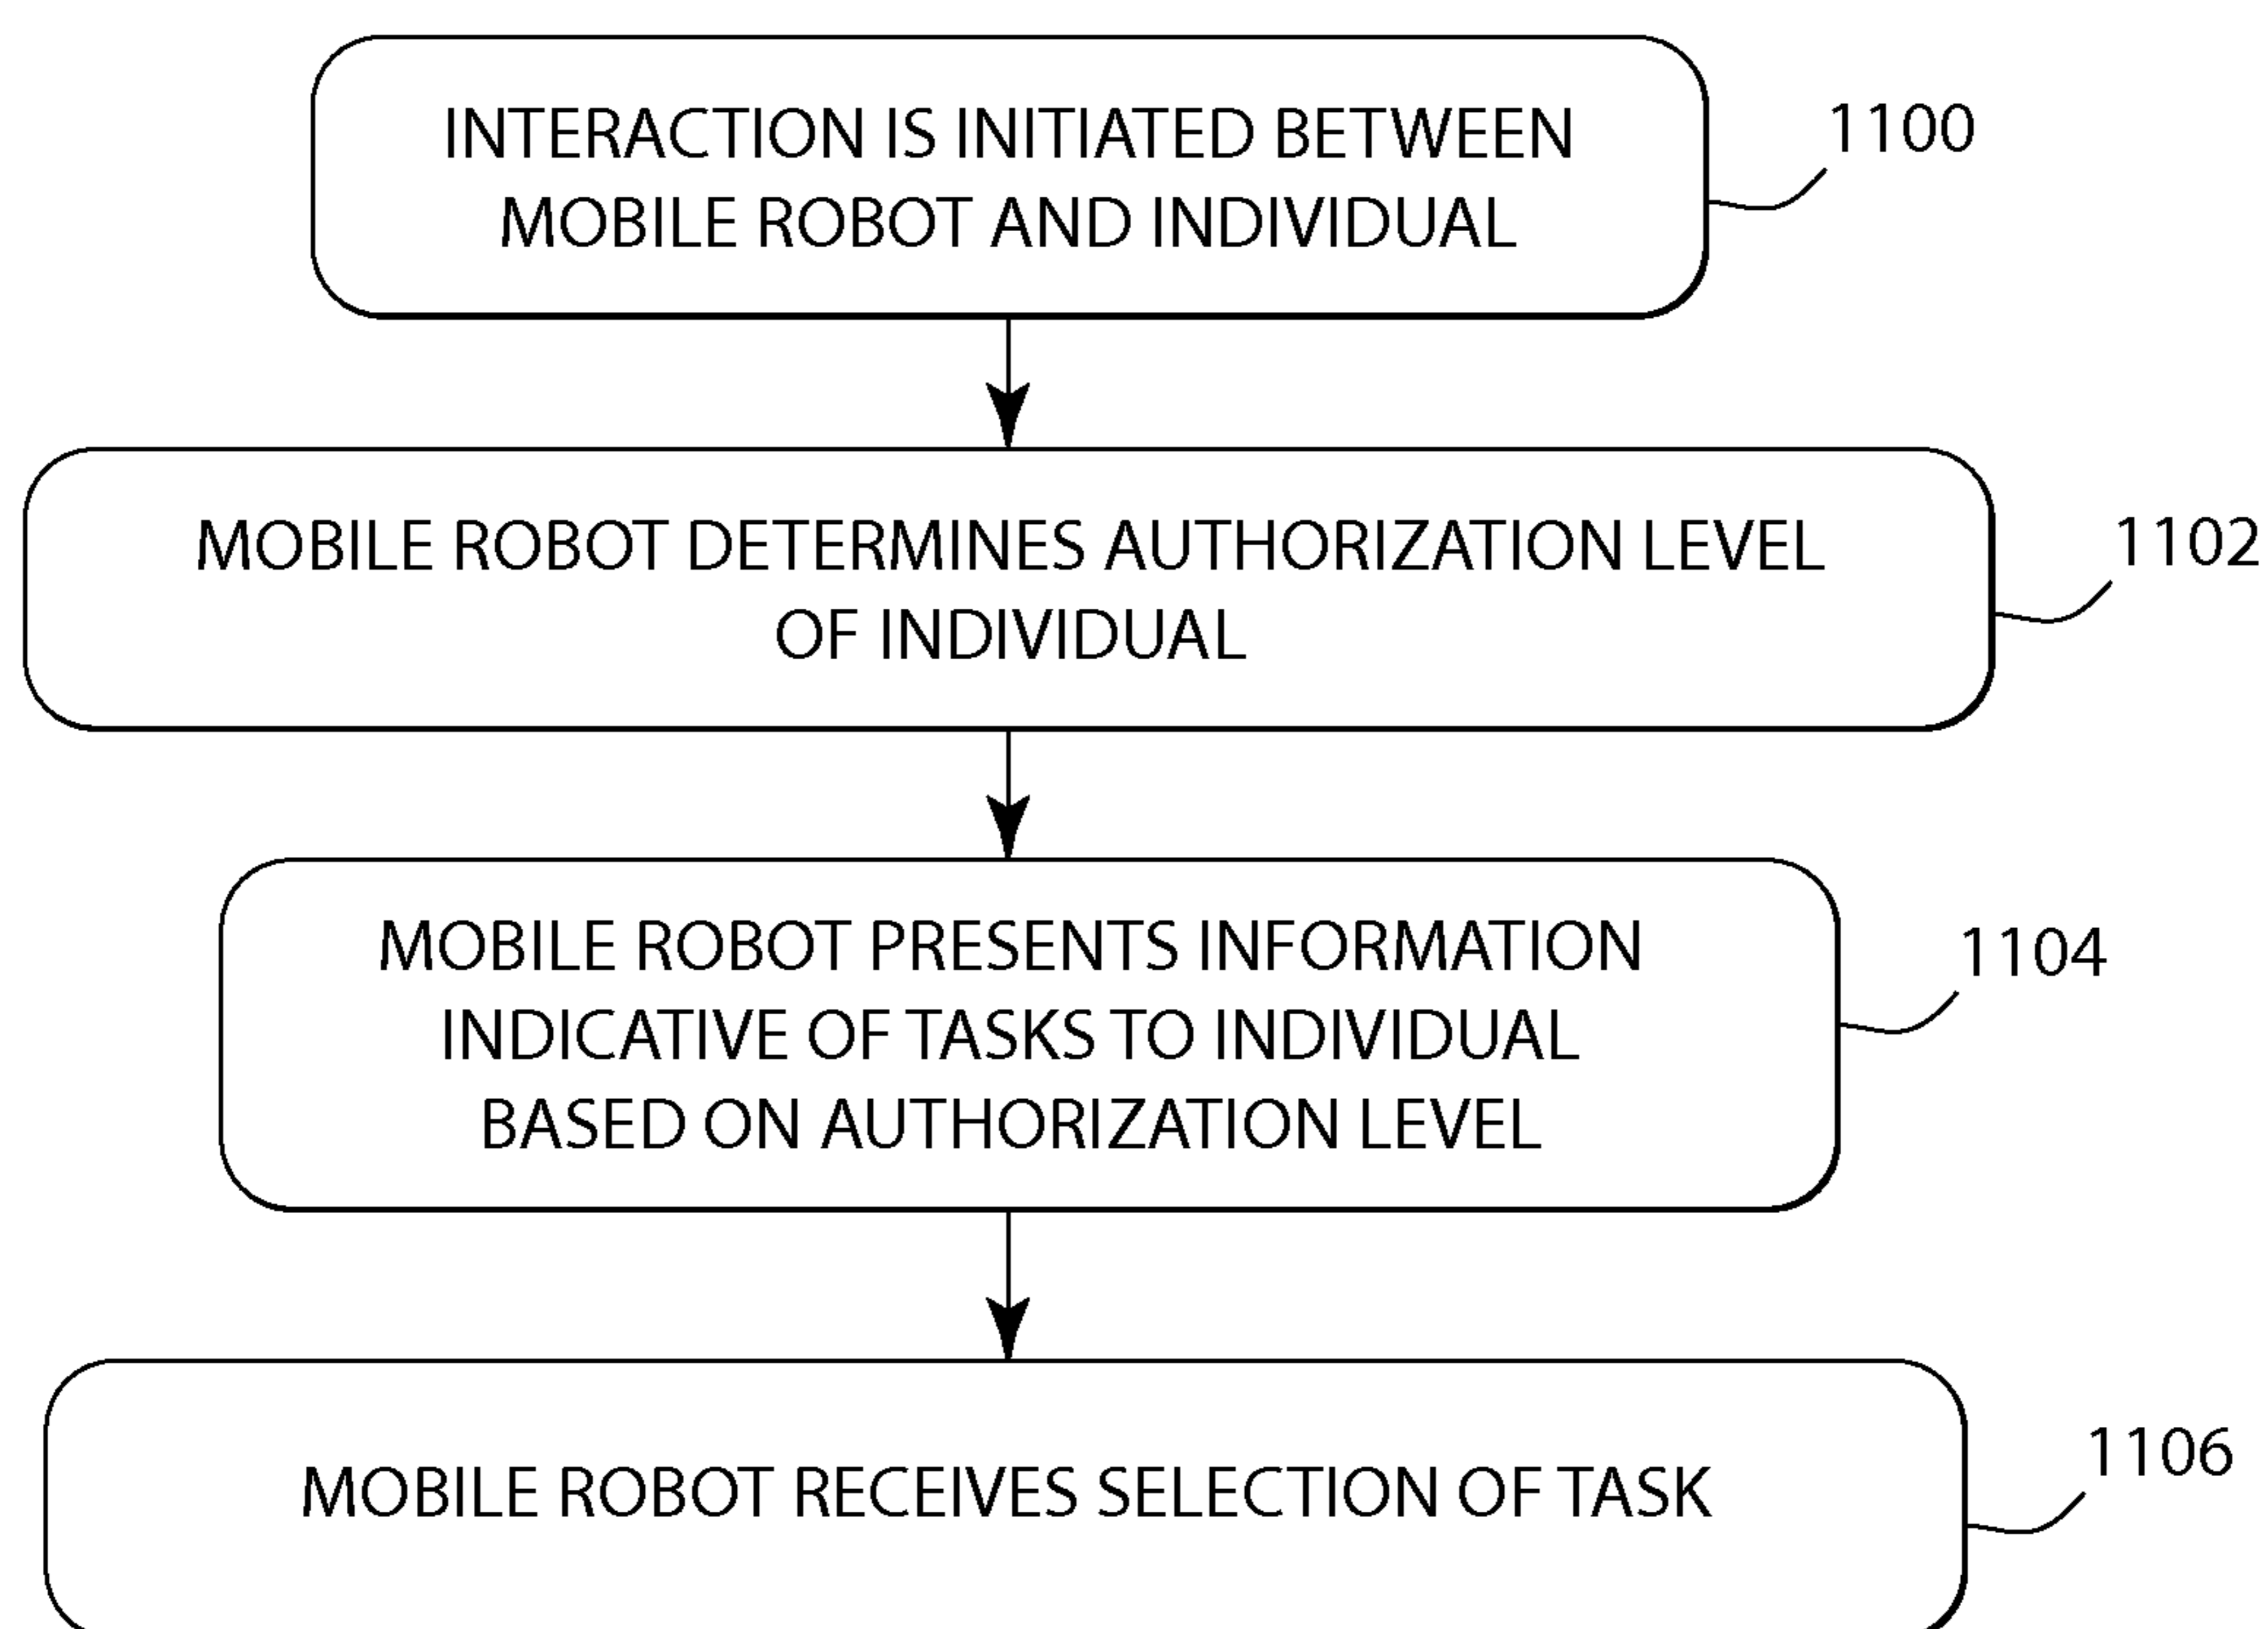 INTERACTION IS INITIATED BETWEEN
MOBILE ROBOT AND INDIVIDUAL
1100
MOBILE ROBOT DETERMINES AUTHORIZATION LEVEL
OF INDIVIDUAL
1102
MOBILE ROBOT PRESENTS INFORMATION
INDICATIVE OF TASKS TO INDIVIDUAL
BASED ON AUTHORIZATION LEVEL
1104
MOBILE ROBOT RECEIVES SELECTION OF TASK
1106